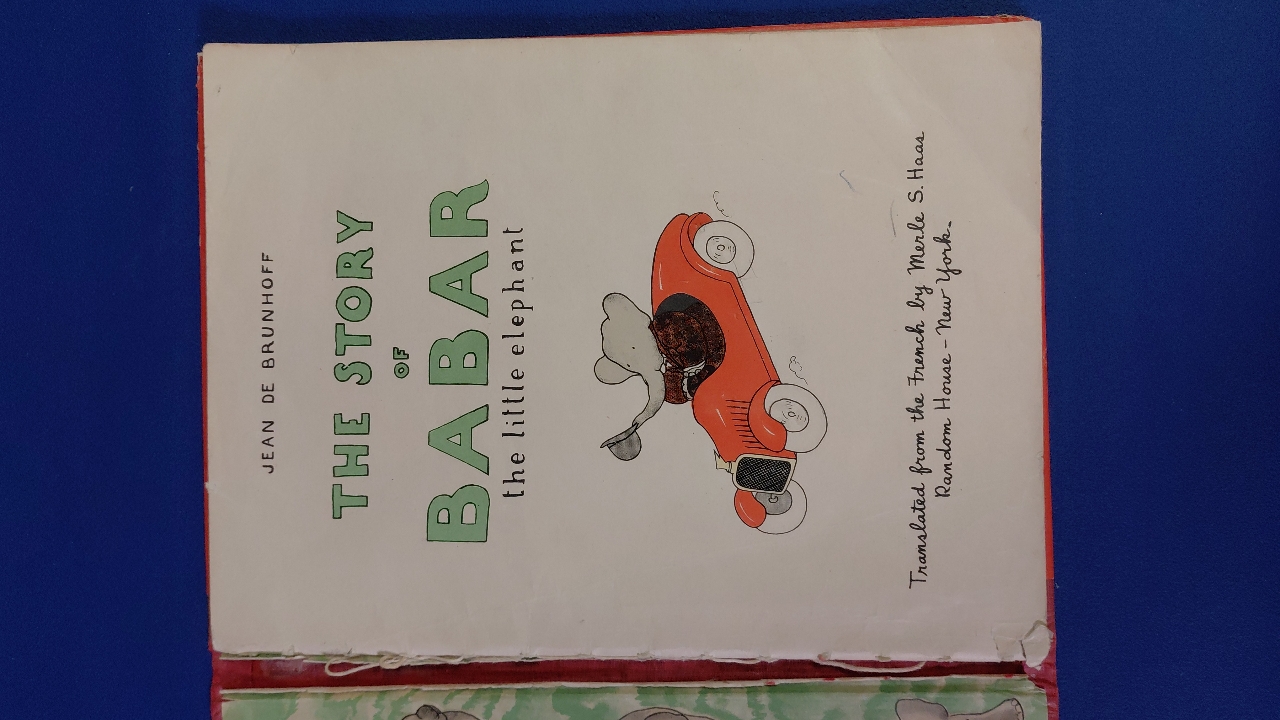 JEAN DE BRUNHOFF
THE STORY
OF
BABAR
the little elephant
Translated from the French by Merle S. Haas
Random House - New York.